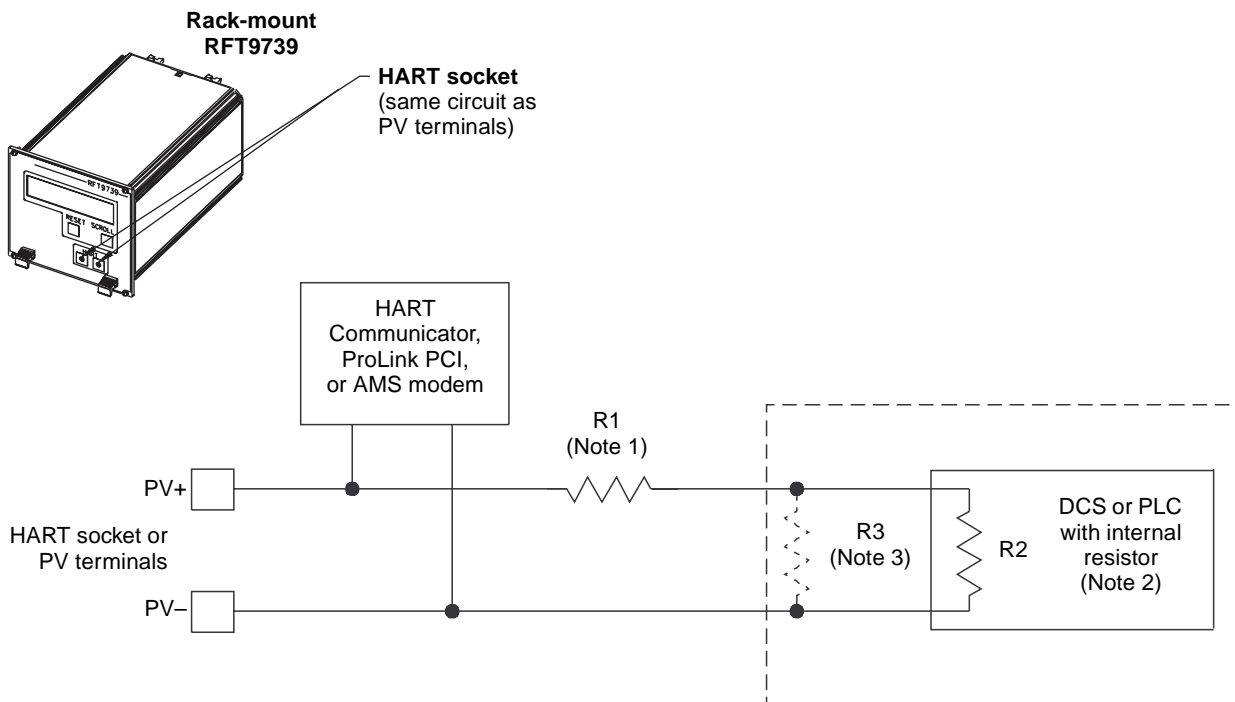 Rack-mount
RFT9739
HART socket
(same circuit as
PV terminals)
RFT9739
RESET SCROLL
HART
Communicator,
ProLink PCI,
or AMS modem
R1
(Note 1)
PV+
HART socket or
PV terminals
PV–
R3
(Note 3)
R2
DCS or PLC
with internal
resistor
(Note 2)